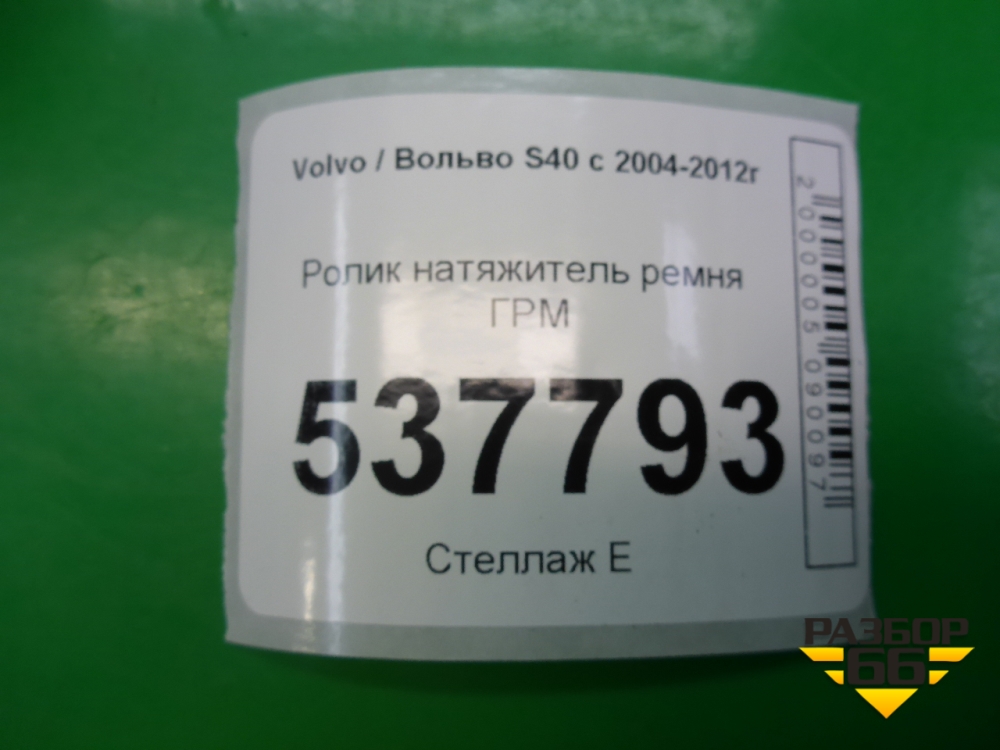 Volvo / Вольво S40 с 2004-2012г
Ролик натяжитель ремня
ГРМ
537793
Стеллаж Е
2000005090097
РАЗБОР
66